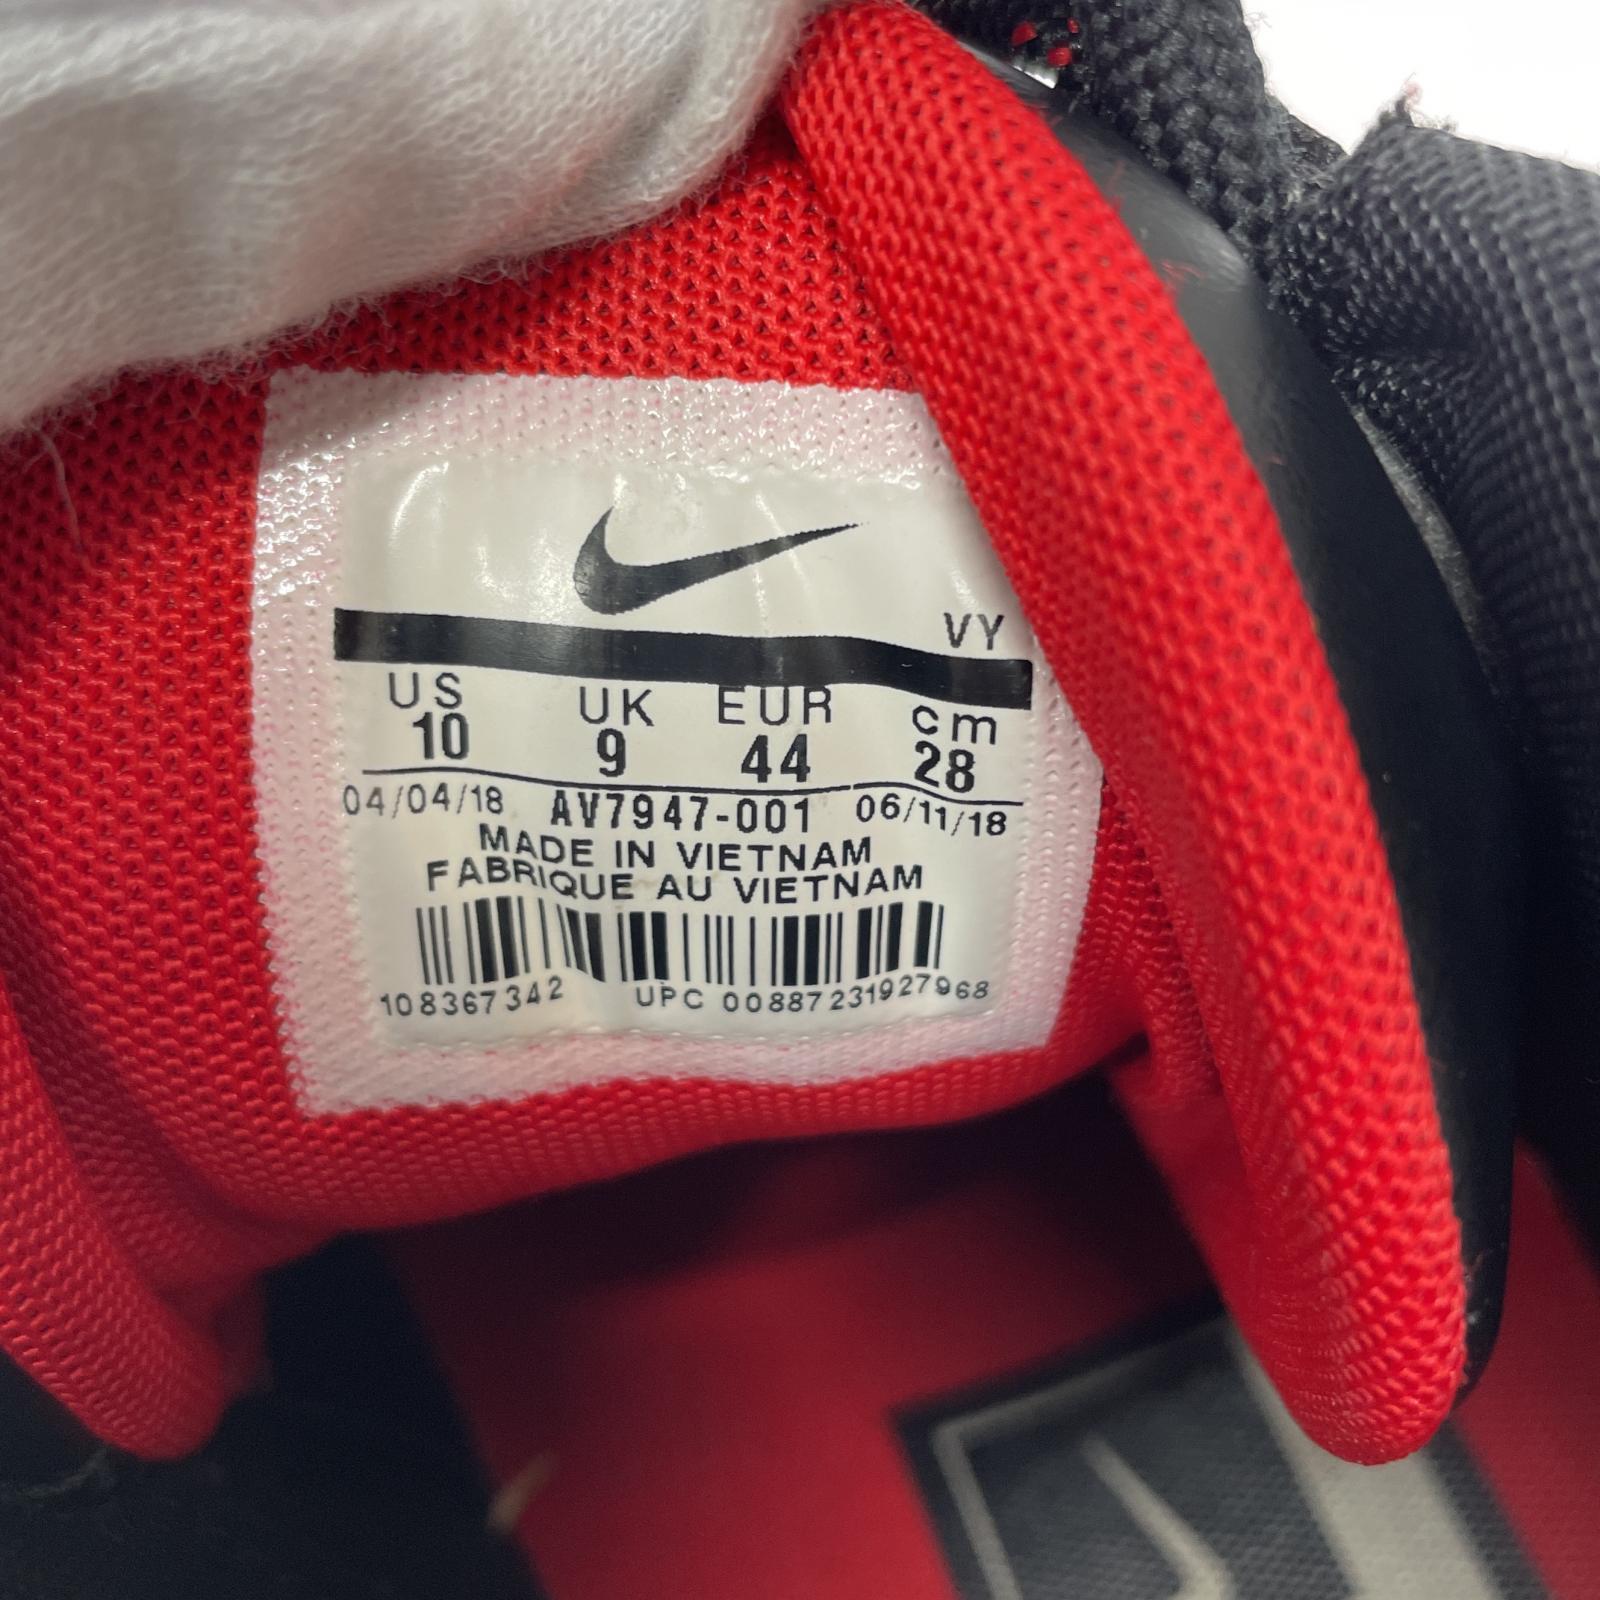 VY
US UK EUR cm
10 9 44 28
04/04/18 AV7947-001 06/11/18
MADE IN VIETNAM
FABRIQUE AU VIETNAM
108367342 UPC 00887231927968